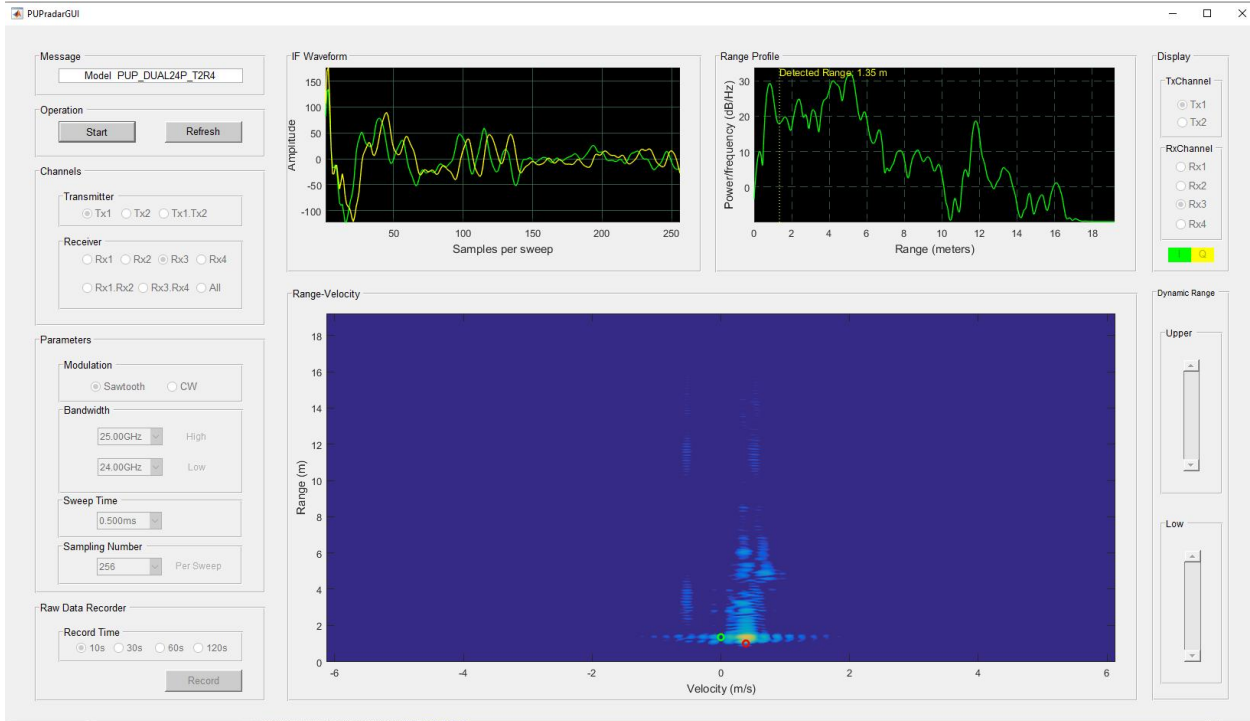 PUPradarGUI
Message
Model PUP_DUAL24P_T2R4
Operation
Start Refresh
Channels
Transmitter
Tx1 Tx2 Tx1.Tx2
Receiver
Rx1 Rx2 Rx3 Rx4
Rx1.Rx2 Rx3.Rx4 All
Parameters
Modulation
Sawtooth CW
Bandwidth
25.00GHz High
24.00GHz Low
Sweep Time
0.500ms
Sampling Number
256 Per Sweep
Raw Data Recorder
Record Time
10s 30s 60s 120s
Record
IF Waveform
Amplitude
150
100
50
0
-50
-100
50 100 150 200 250
Samples per sweep
Range Profile
Detected Range: 1.35 m
Power/frequency (dB/Hz)
30
20
10
0
0 2 4 6 8 10 12 14 16 18
Range (meters)
Range-Velocity
Range (m)
18
16
14
12
10
8
6
4
2
0
-6 -4 -2 0 2 4 6
Velocity (m/s)
Display
TxChannel
Tx1
Tx2
RxChannel
Rx1
Rx2
Rx3
Rx4
I Q
Dynamic Range
Upper
Low